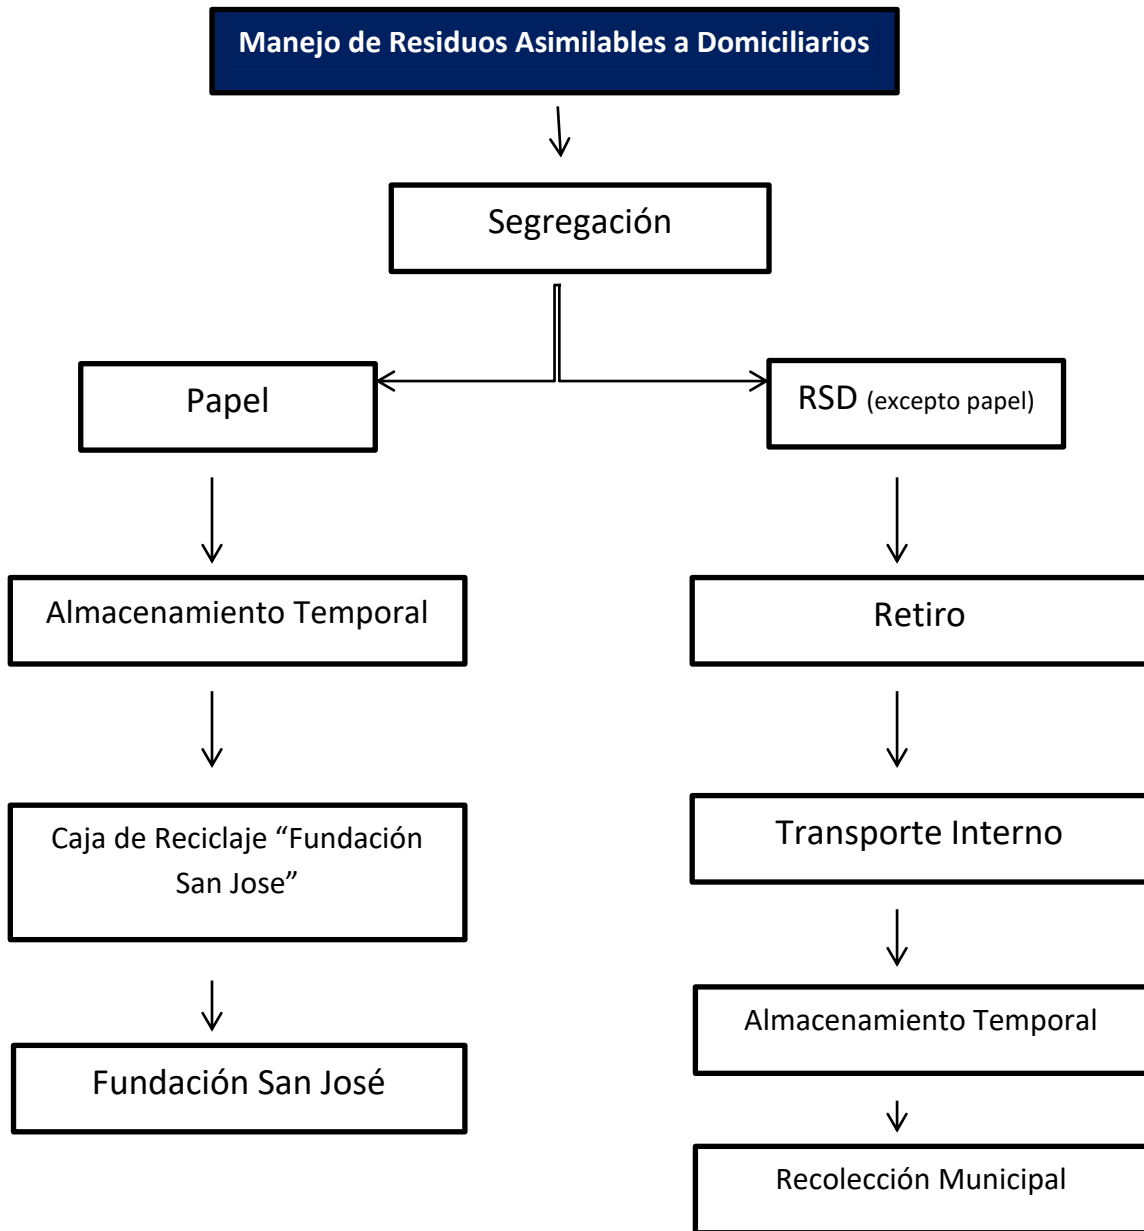 Manejo de Residuos Asimilables a Domiciliarios
Segregación
Papel
RSD (excepto papel)
Almacenamiento Temporal
Retiro
Caja de Reciclaje “Fundación
San Jose”
Transporte Interno
Almacenamiento Temporal
Fundación San José
Recolección Municipal